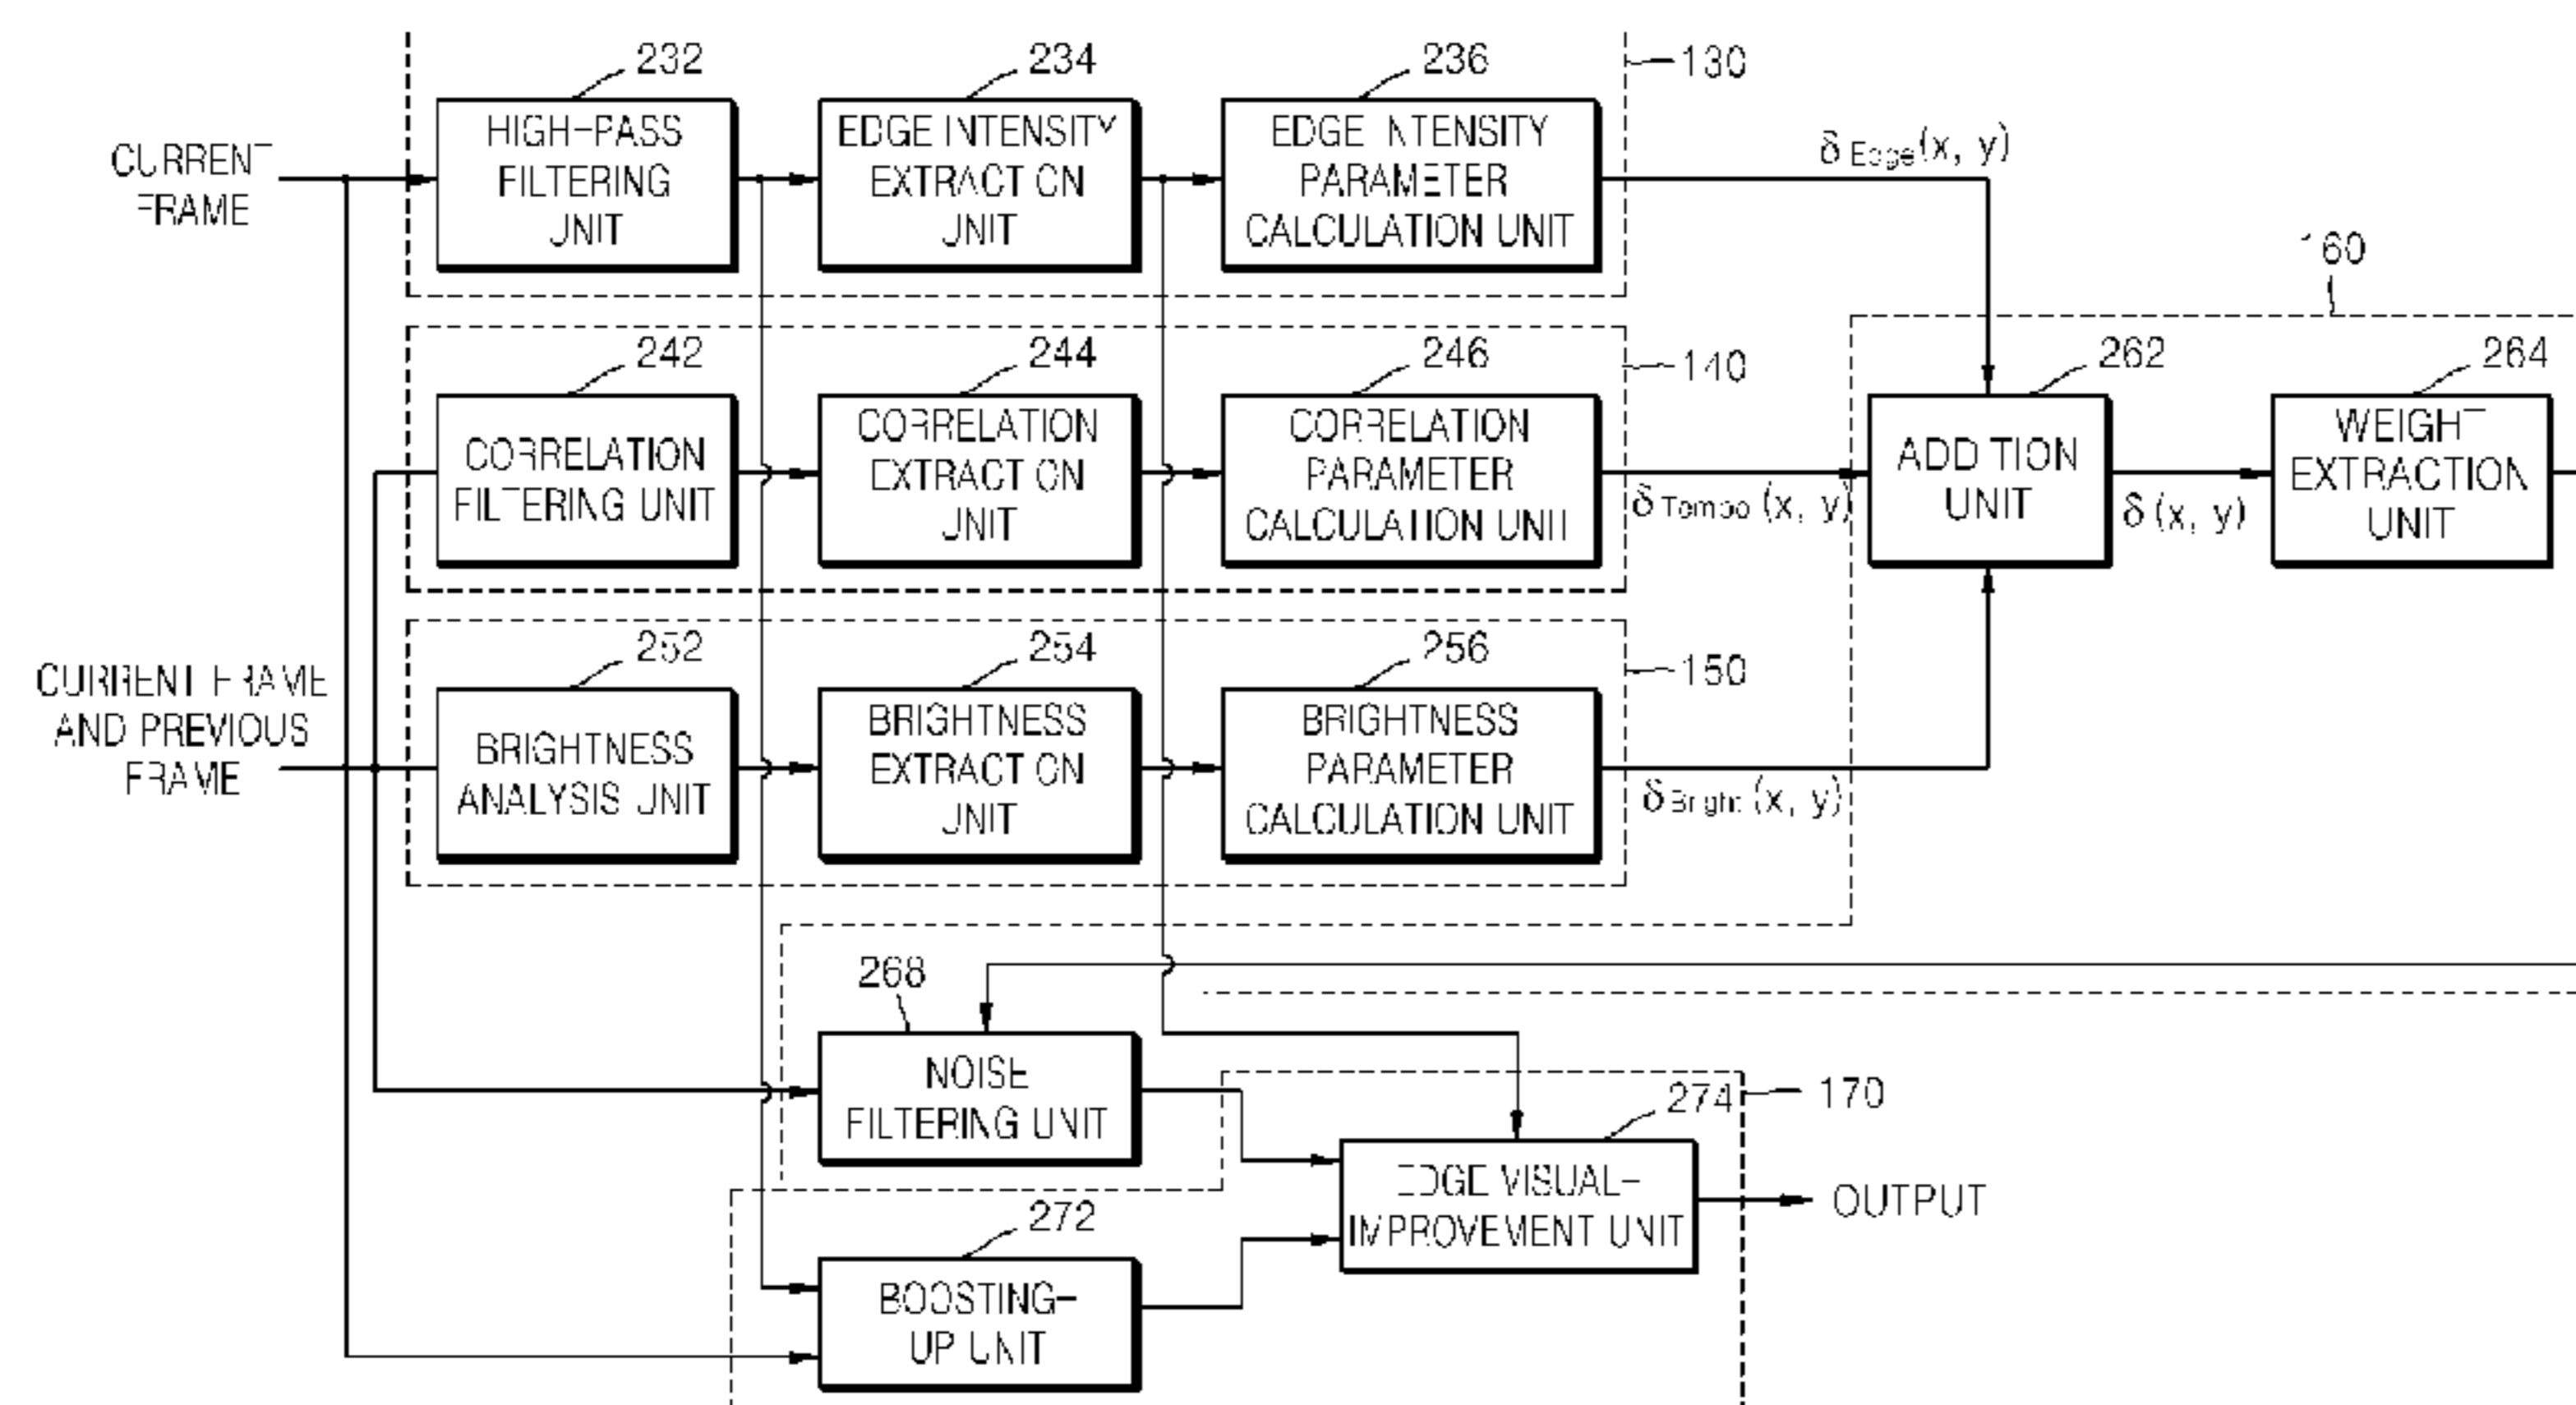 232
234
236
130
HIGH-PASS
FILTERING
UNIT
EDGE INTENSITY
EXTRACTION
UNIT
EDGE INTENSITY
PARAMETER
CALCULATION UNIT
CURRENT
FRAME
δ Edge (x, y)
160
242
244
246
140
262
264
CORRELATION
FILTERING UNIT
CORRELATION
EXTRACTION
UNIT
CORRELATION
PARAMETER
CALCULATION UNIT
δ Tempo (x, y)
ADDITION
UNIT
δ (x, y)
WEIGHT
EXTRACTION
UNIT
252
254
256
150
CURRENT FRAME
AND PREVIOUS
FRAME
BRIGHTNESS
ANALYSIS UNIT
BRIGHTNESS
EXTRACTION
UNIT
BRIGHTNESS
PARAMETER
CALCULATION UNIT
δ Bright (x, y)
268
NOISE
FILTERING UNIT
274
170
EDGE VISUAL-
IMPROVEMENT UNIT
OUTPUT
272
BOOSTING-
UP UNIT